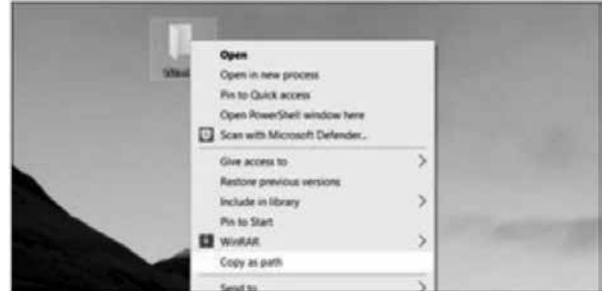 Open
Open in new process
Pin to Quick access
Open PowerShell window here
Scan with Microsoft Defender...
Give access to
Restore previous versions
Include in library
Pin to Start
WinRAR
Copy as path
Send to